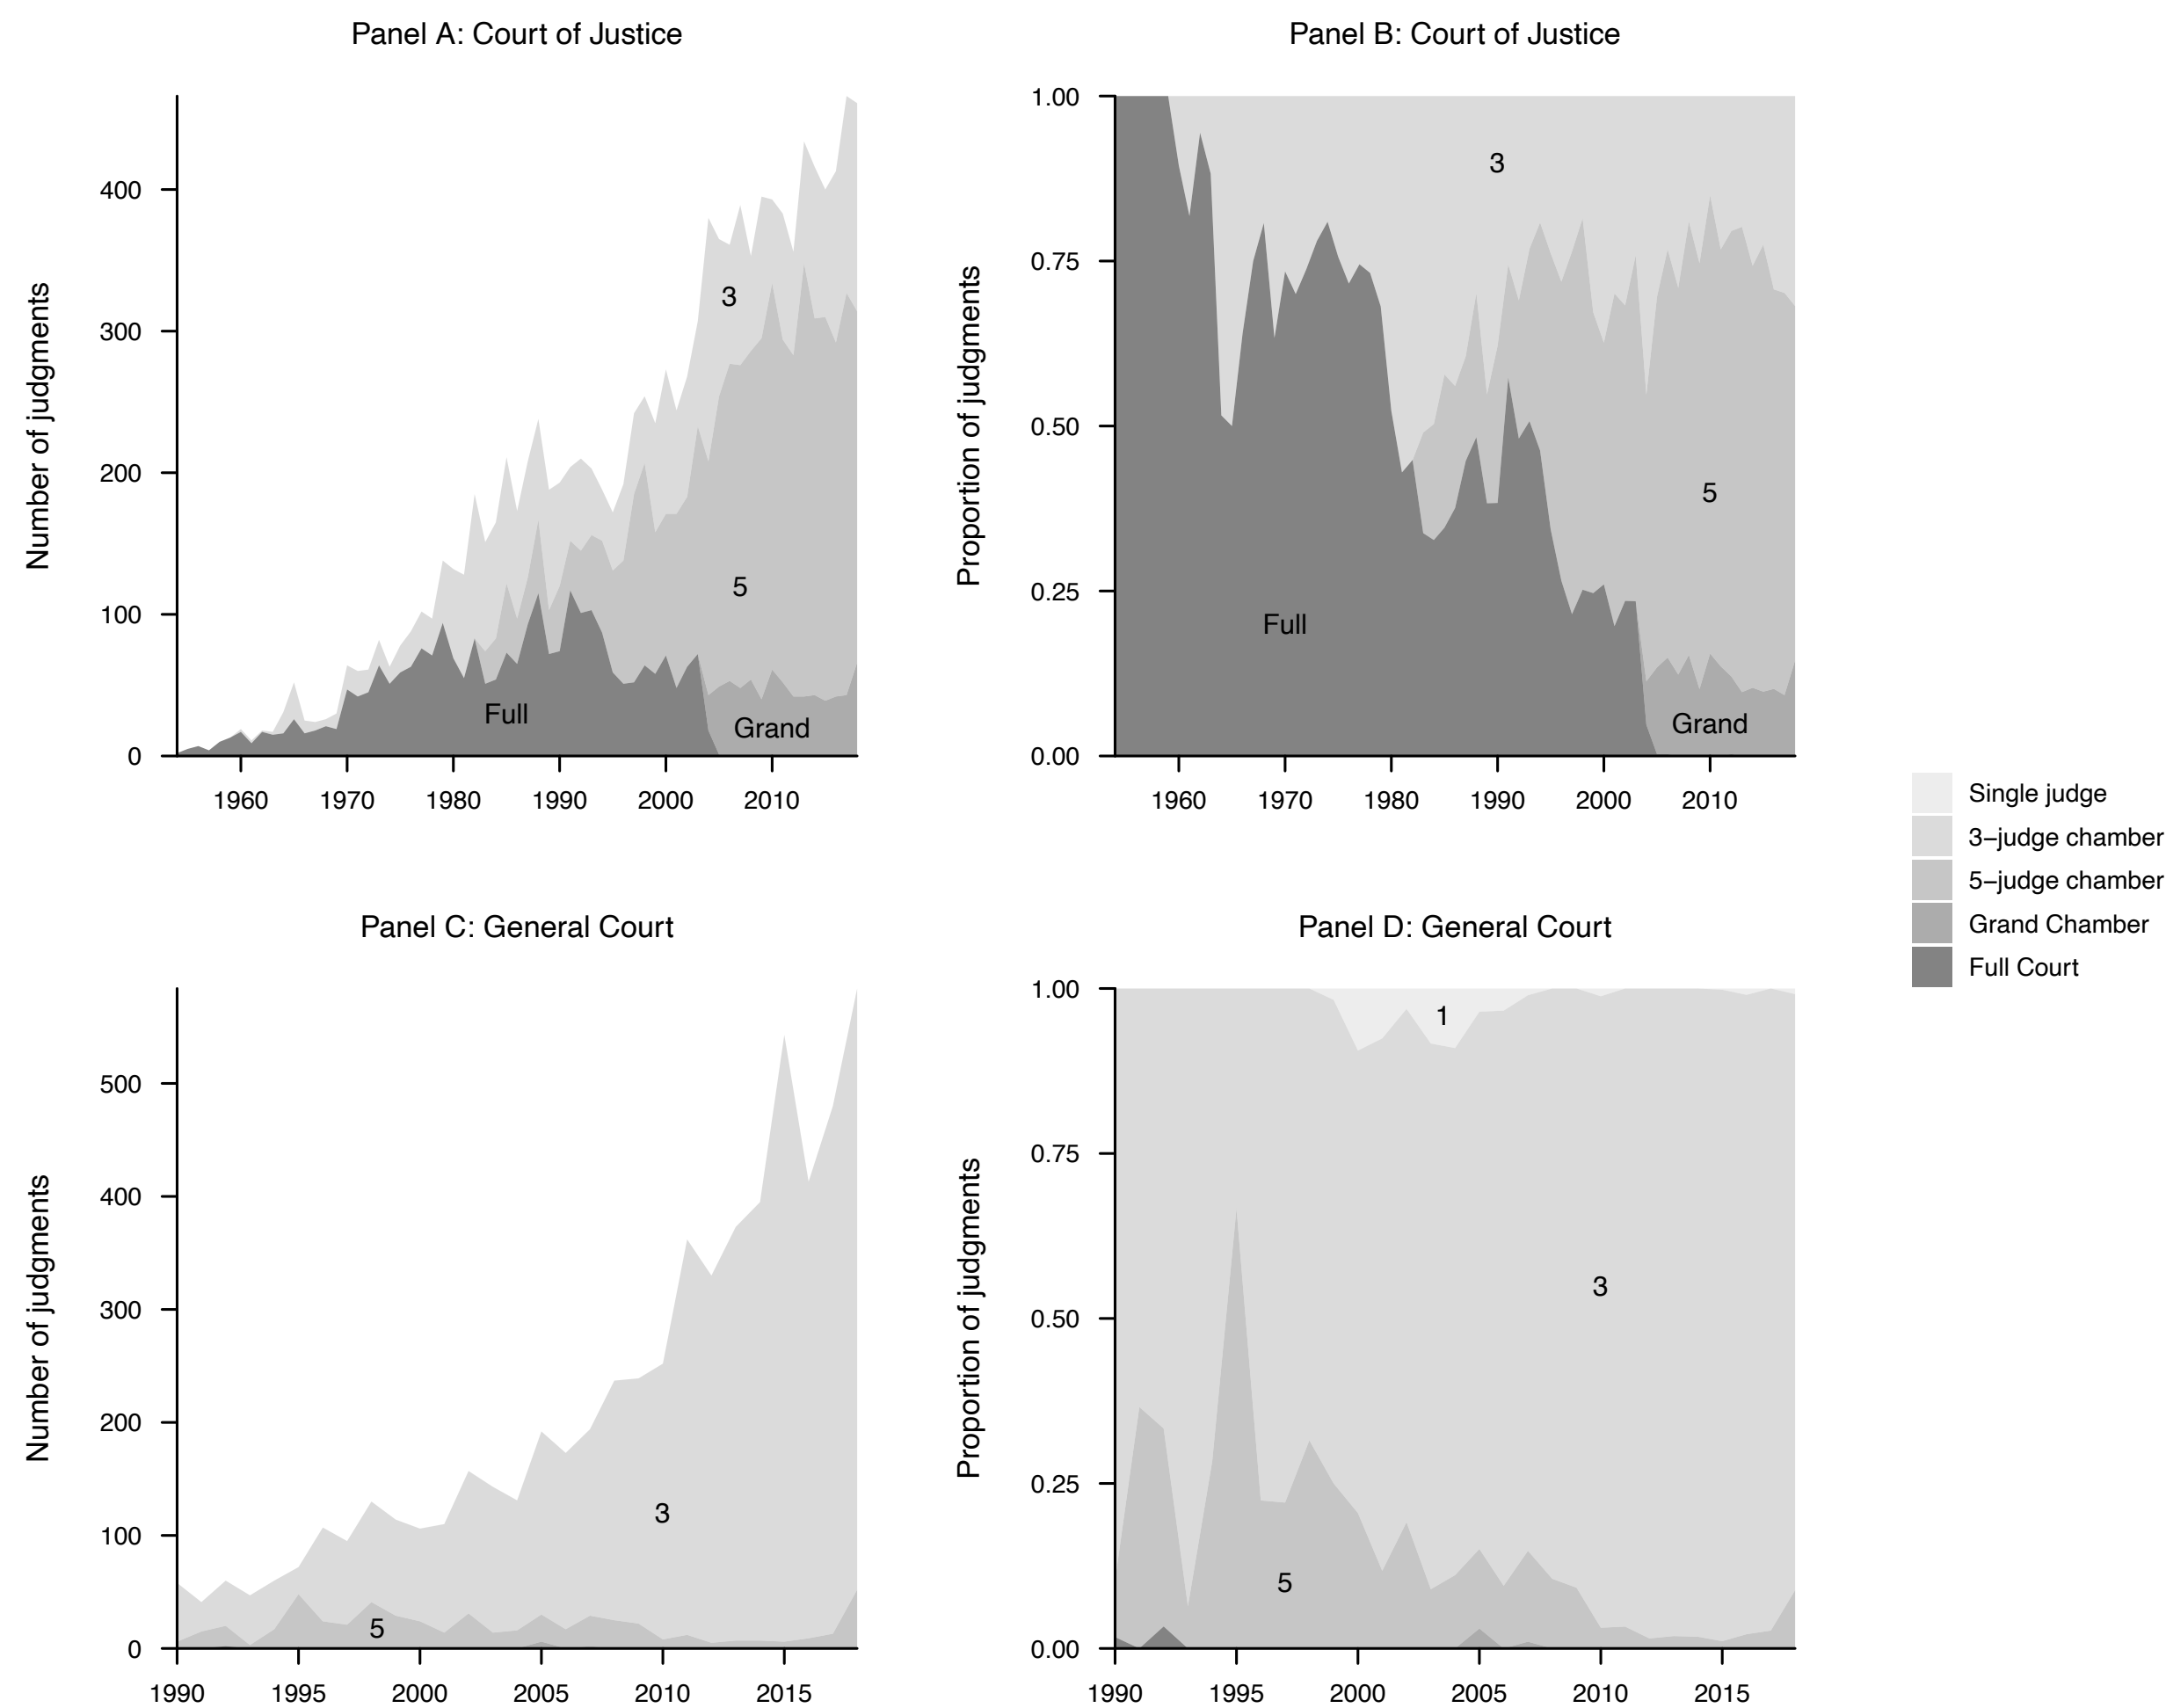 Panel A: Court of Justice
Number of judgments
400
300
200
100
0
3
5
Full
Grand
1960 1970 1980 1990 2000 2010
Panel B: Court of Justice
Proportion of judgments
1.00
0.75
0.50
0.25
0.00
3
5
Full
Grand
1960 1970 1980 1990 2000 2010
Single judge
3–judge chamber
5–judge chamber
Grand Chamber
Full Court
Panel C: General Court
Number of judgments
500
400
300
200
100
0
3
5
1990 1995 2000 2005 2010 2015
Panel D: General Court
Proportion of judgments
1.00
0.75
0.50
0.25
0.00
1
3
5
1990 1995 2000 2005 2010 2015